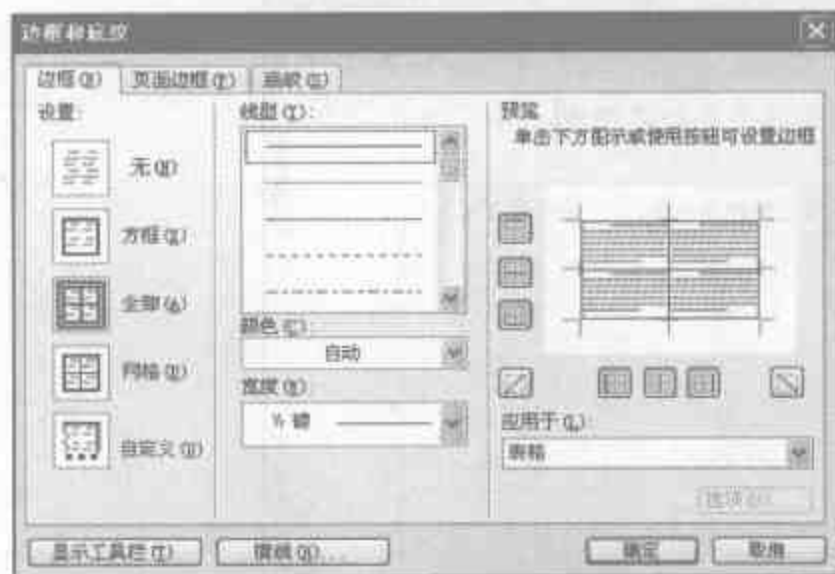 边框和底纹
边框(B) 页面边框(P) 底纹(S)
设置:
无(N)
方框(X)
全部(A)
网格(D)
自定义(U)
线型(Y):
颜色(C):
自动
宽度(W):
½ 磅
预览
单击下方图示或使用按钮可设置边框
应用于(L):
表格
选项(O)...
显示工具栏(T) 横线(H)... 确定 取消